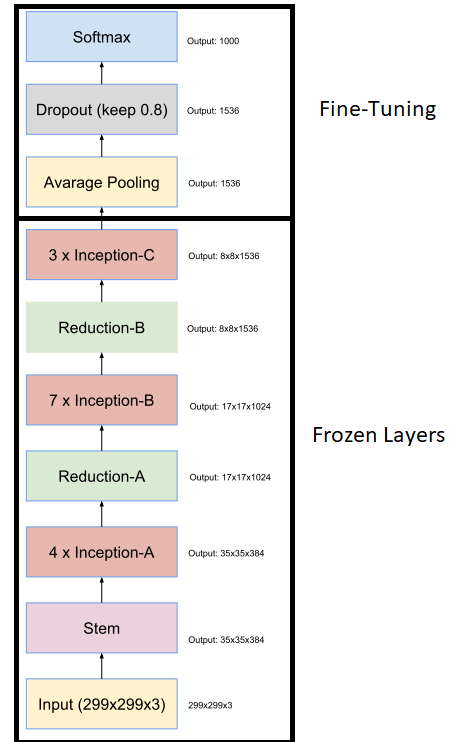 Softmax
Output: 1000
Dropout (keep 0.8)
Output: 1536
Fine-Tuning
Avarage Pooling
Output: 1536
3 x Inception-C
Output: 8x8x1536
Reduction-B
Output: 8x8x1536
7 x Inception-B
Output: 17x17x1024
Frozen Layers
Reduction-A
Output: 17x17x1024
4 x Inception-A
Output: 35x35x384
Stem
Output: 35x35x384
Input (299x299x3)
299x299x3